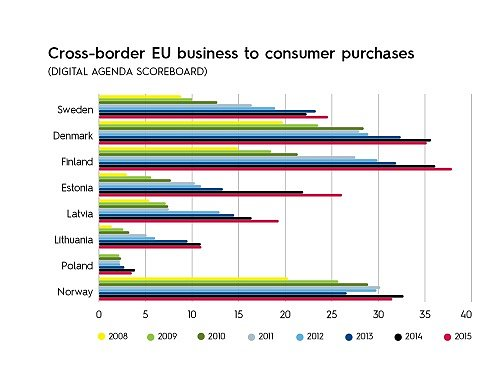 Cross-border EU business to consumer purchases
(DIGITAL AGENDA SCOREBOARD)
Sweden
Denmark
Finland
Estonia
Latvia
Lithuania
Poland
Norway
0 5 10 15 20 25 30 35 40
2008 2009 2010 2011 2012 2013 2014 2015